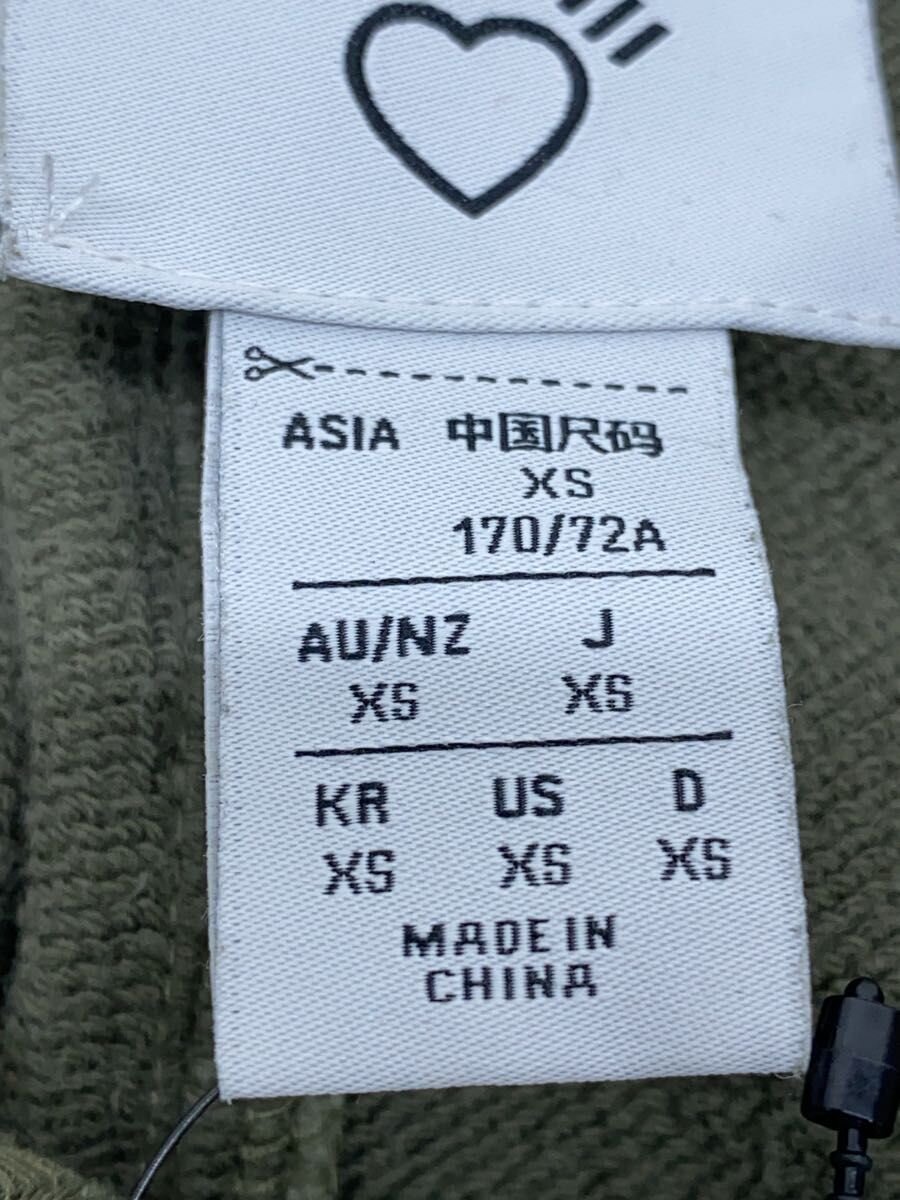 ASIA 中国尺码
XS
170/72A
AU/NZ J
XS XS
KR US D
XS XS XS
MADE IN
CHINA